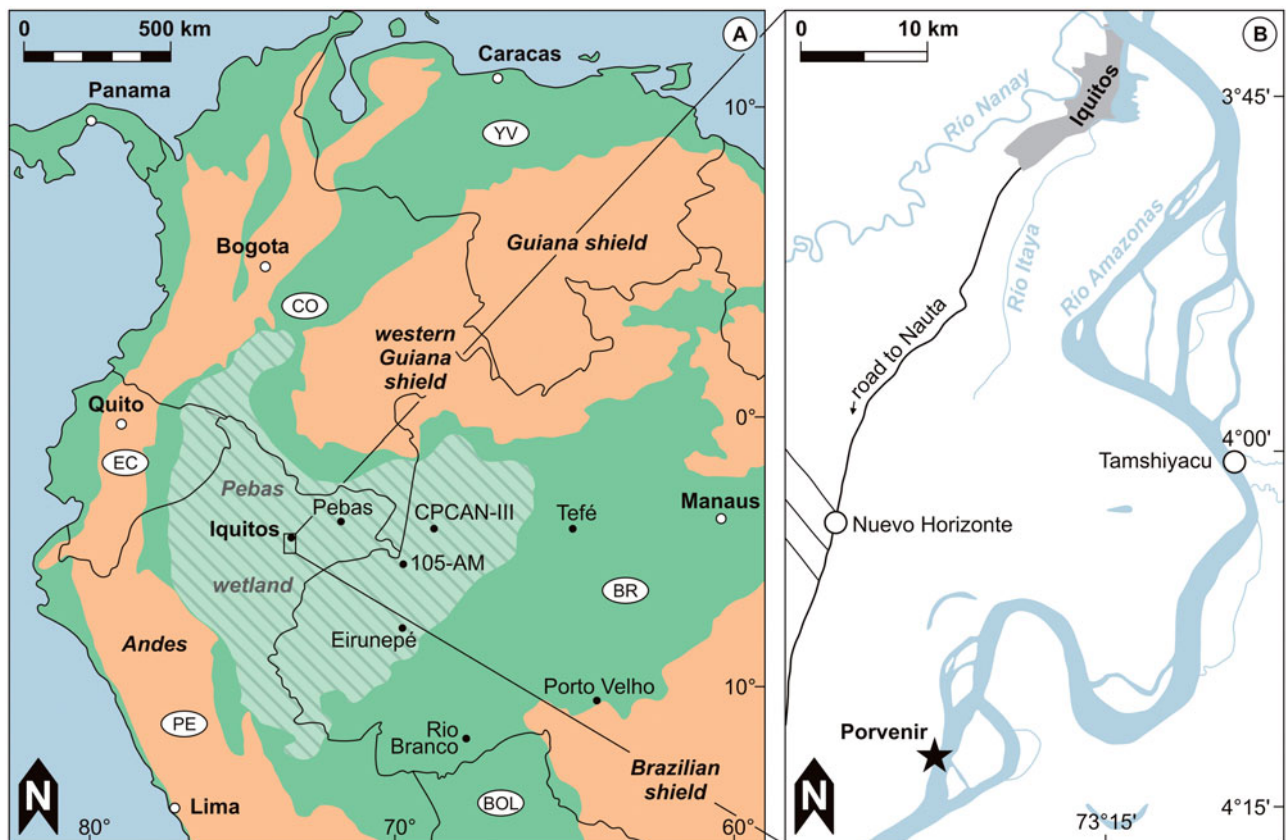 0 500 km
A
Caracas
Panama
10°
YV
Guiana shield
Bogota
CO
western
Guiana
shield
Quito
0°
EC
Pebas
Pebas
CPCAN-III
Tefé
Manaus
Iquitos
105-AM
wetland
BR
Eirunepé
Andes
Porto Velho
10°
PE
Rio
Branco
Brazilian
shield
BOL
N
Lima
80° 70° 60°
0 10 km
B
Iquitos
3°45'
Río Nanay
Río Itaya
Río Amazonas
road to Nauta
4°00'
Tamshiyacu
Nuevo Horizonte
Porvenir
N
4°15'
73°15'